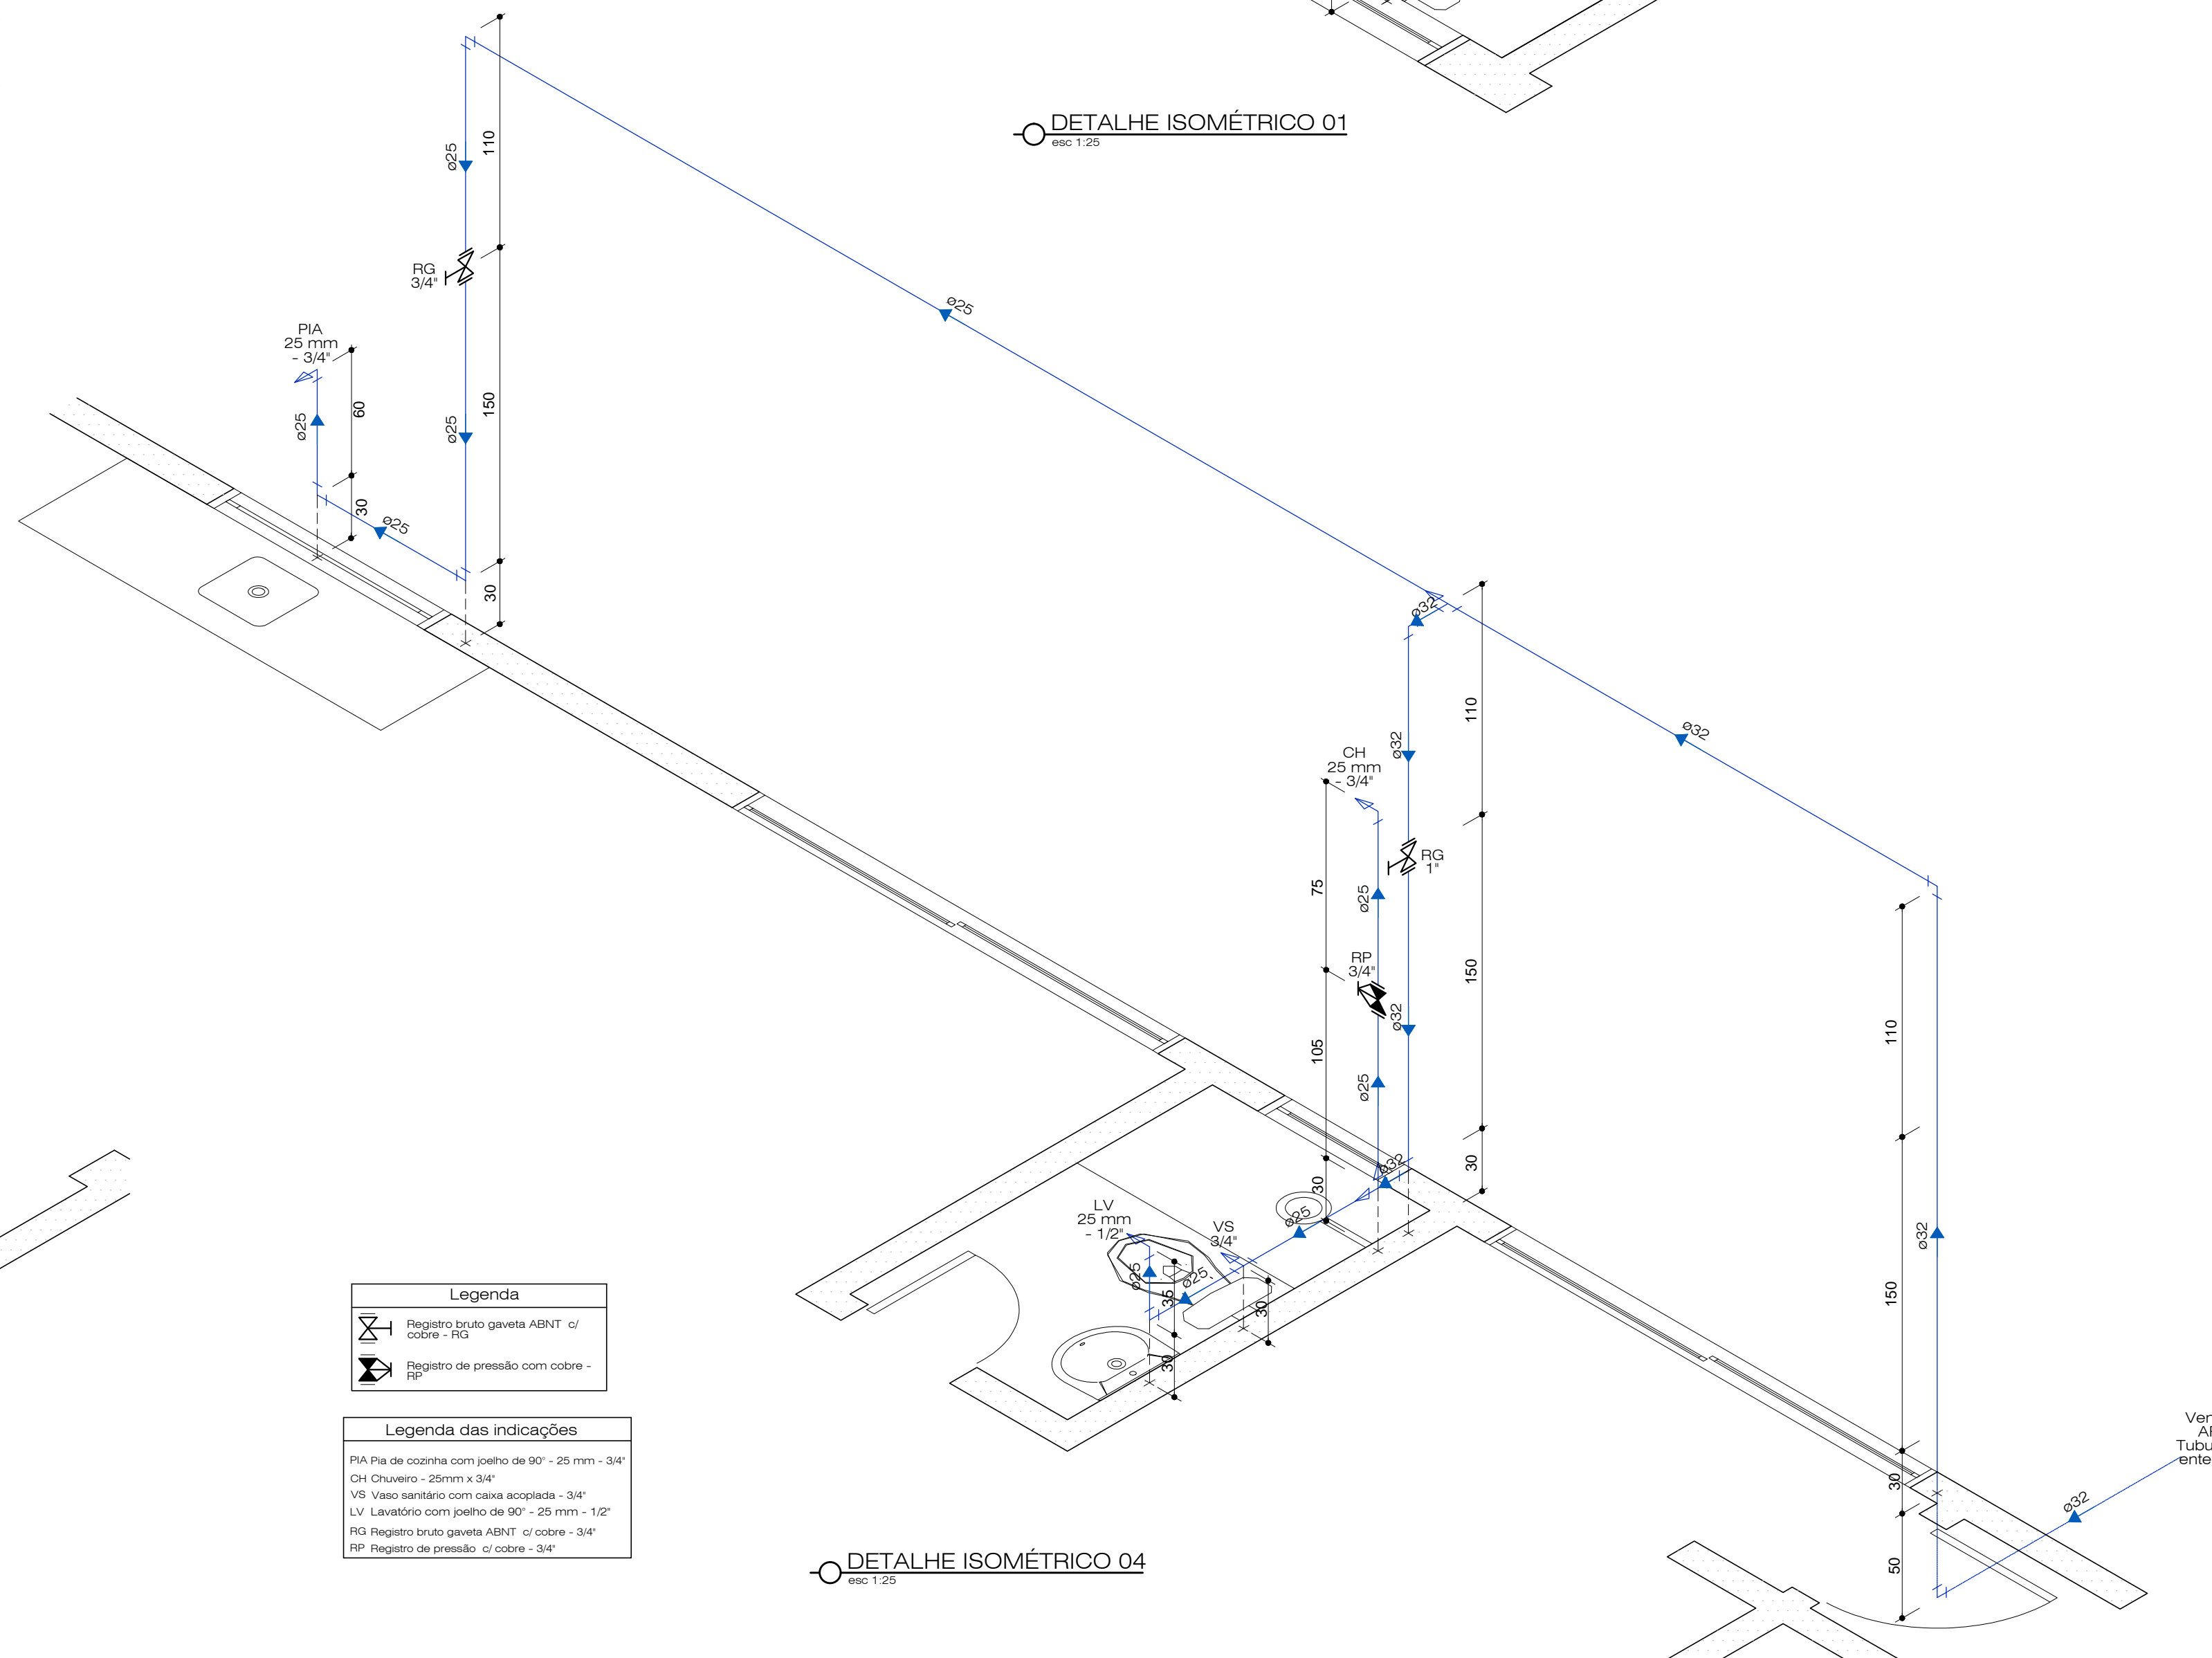 DETALHE ISOMÉTRICO 01
esc 1:25
110
ø25
RG
3/4"
150
ø25
30
PIA
25 mm
- 3/4"
60
ø25
30
ø25
ø25
ø32
110
ø32
ø32
CH
25 mm
- 3/4"
RG
1"
75
ø25
150
RP
3/4"
ø32
105
ø25
30
ø32
30
ø25
110
150
ø32
30
50
ø32
LV
25 mm
- 1/2"
VS
3/4"
ø25
35
ø25
30
30
Legenda
Registro bruto gaveta ABNT c/
cobre - RG
Registro de pressão com cobre -
RP
Legenda das indicações
PIA Pia de cozinha com joelho de 90° - 25 mm - 3/4"
CH Chuveiro - 25mm x 3/4"
VS Vaso sanitário com caixa acoplada - 3/4"
LV Lavatório com joelho de 90° - 25 mm - 1/2"
RG Registro bruto gaveta ABNT c/ cobre - 3/4"
RP Registro de pressão c/ cobre - 3/4"
DETALHE ISOMÉTRICO 04
esc 1:25